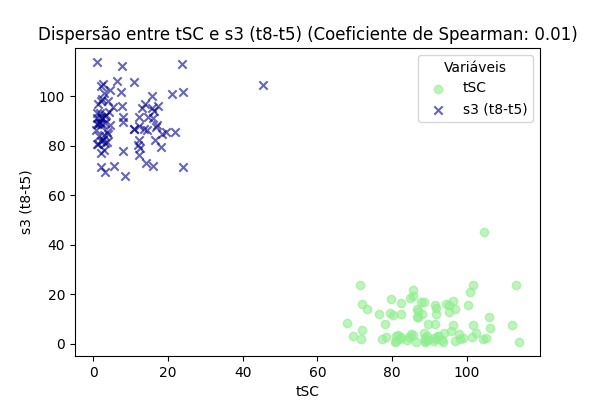 Dispersão entre tSC e s3 (t8-t5) (Coeficiente de Spearman: 0.01)
Variáveis
tSC
s3 (t8-t5)
s3 (t8-t5)
100
80
60
40
20
0
0 20 40 60 80 100
tSC